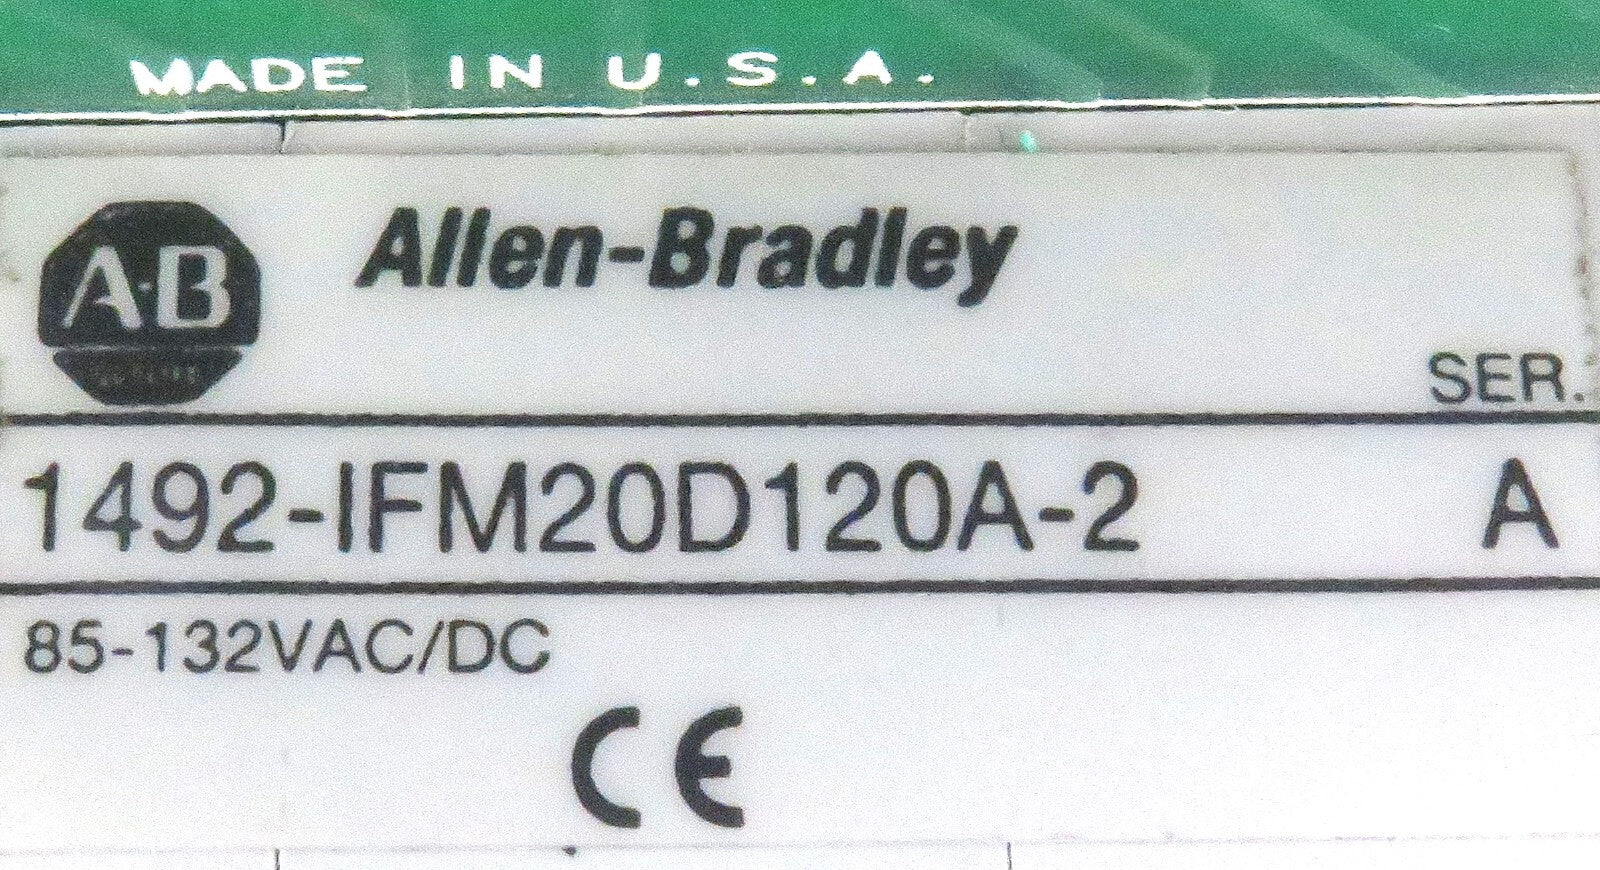 MADE IN U.S.A.
A-B
Allen-Bradley
SER.
1492-IFM20D120A-2 A
85-132VAC/DC
CE